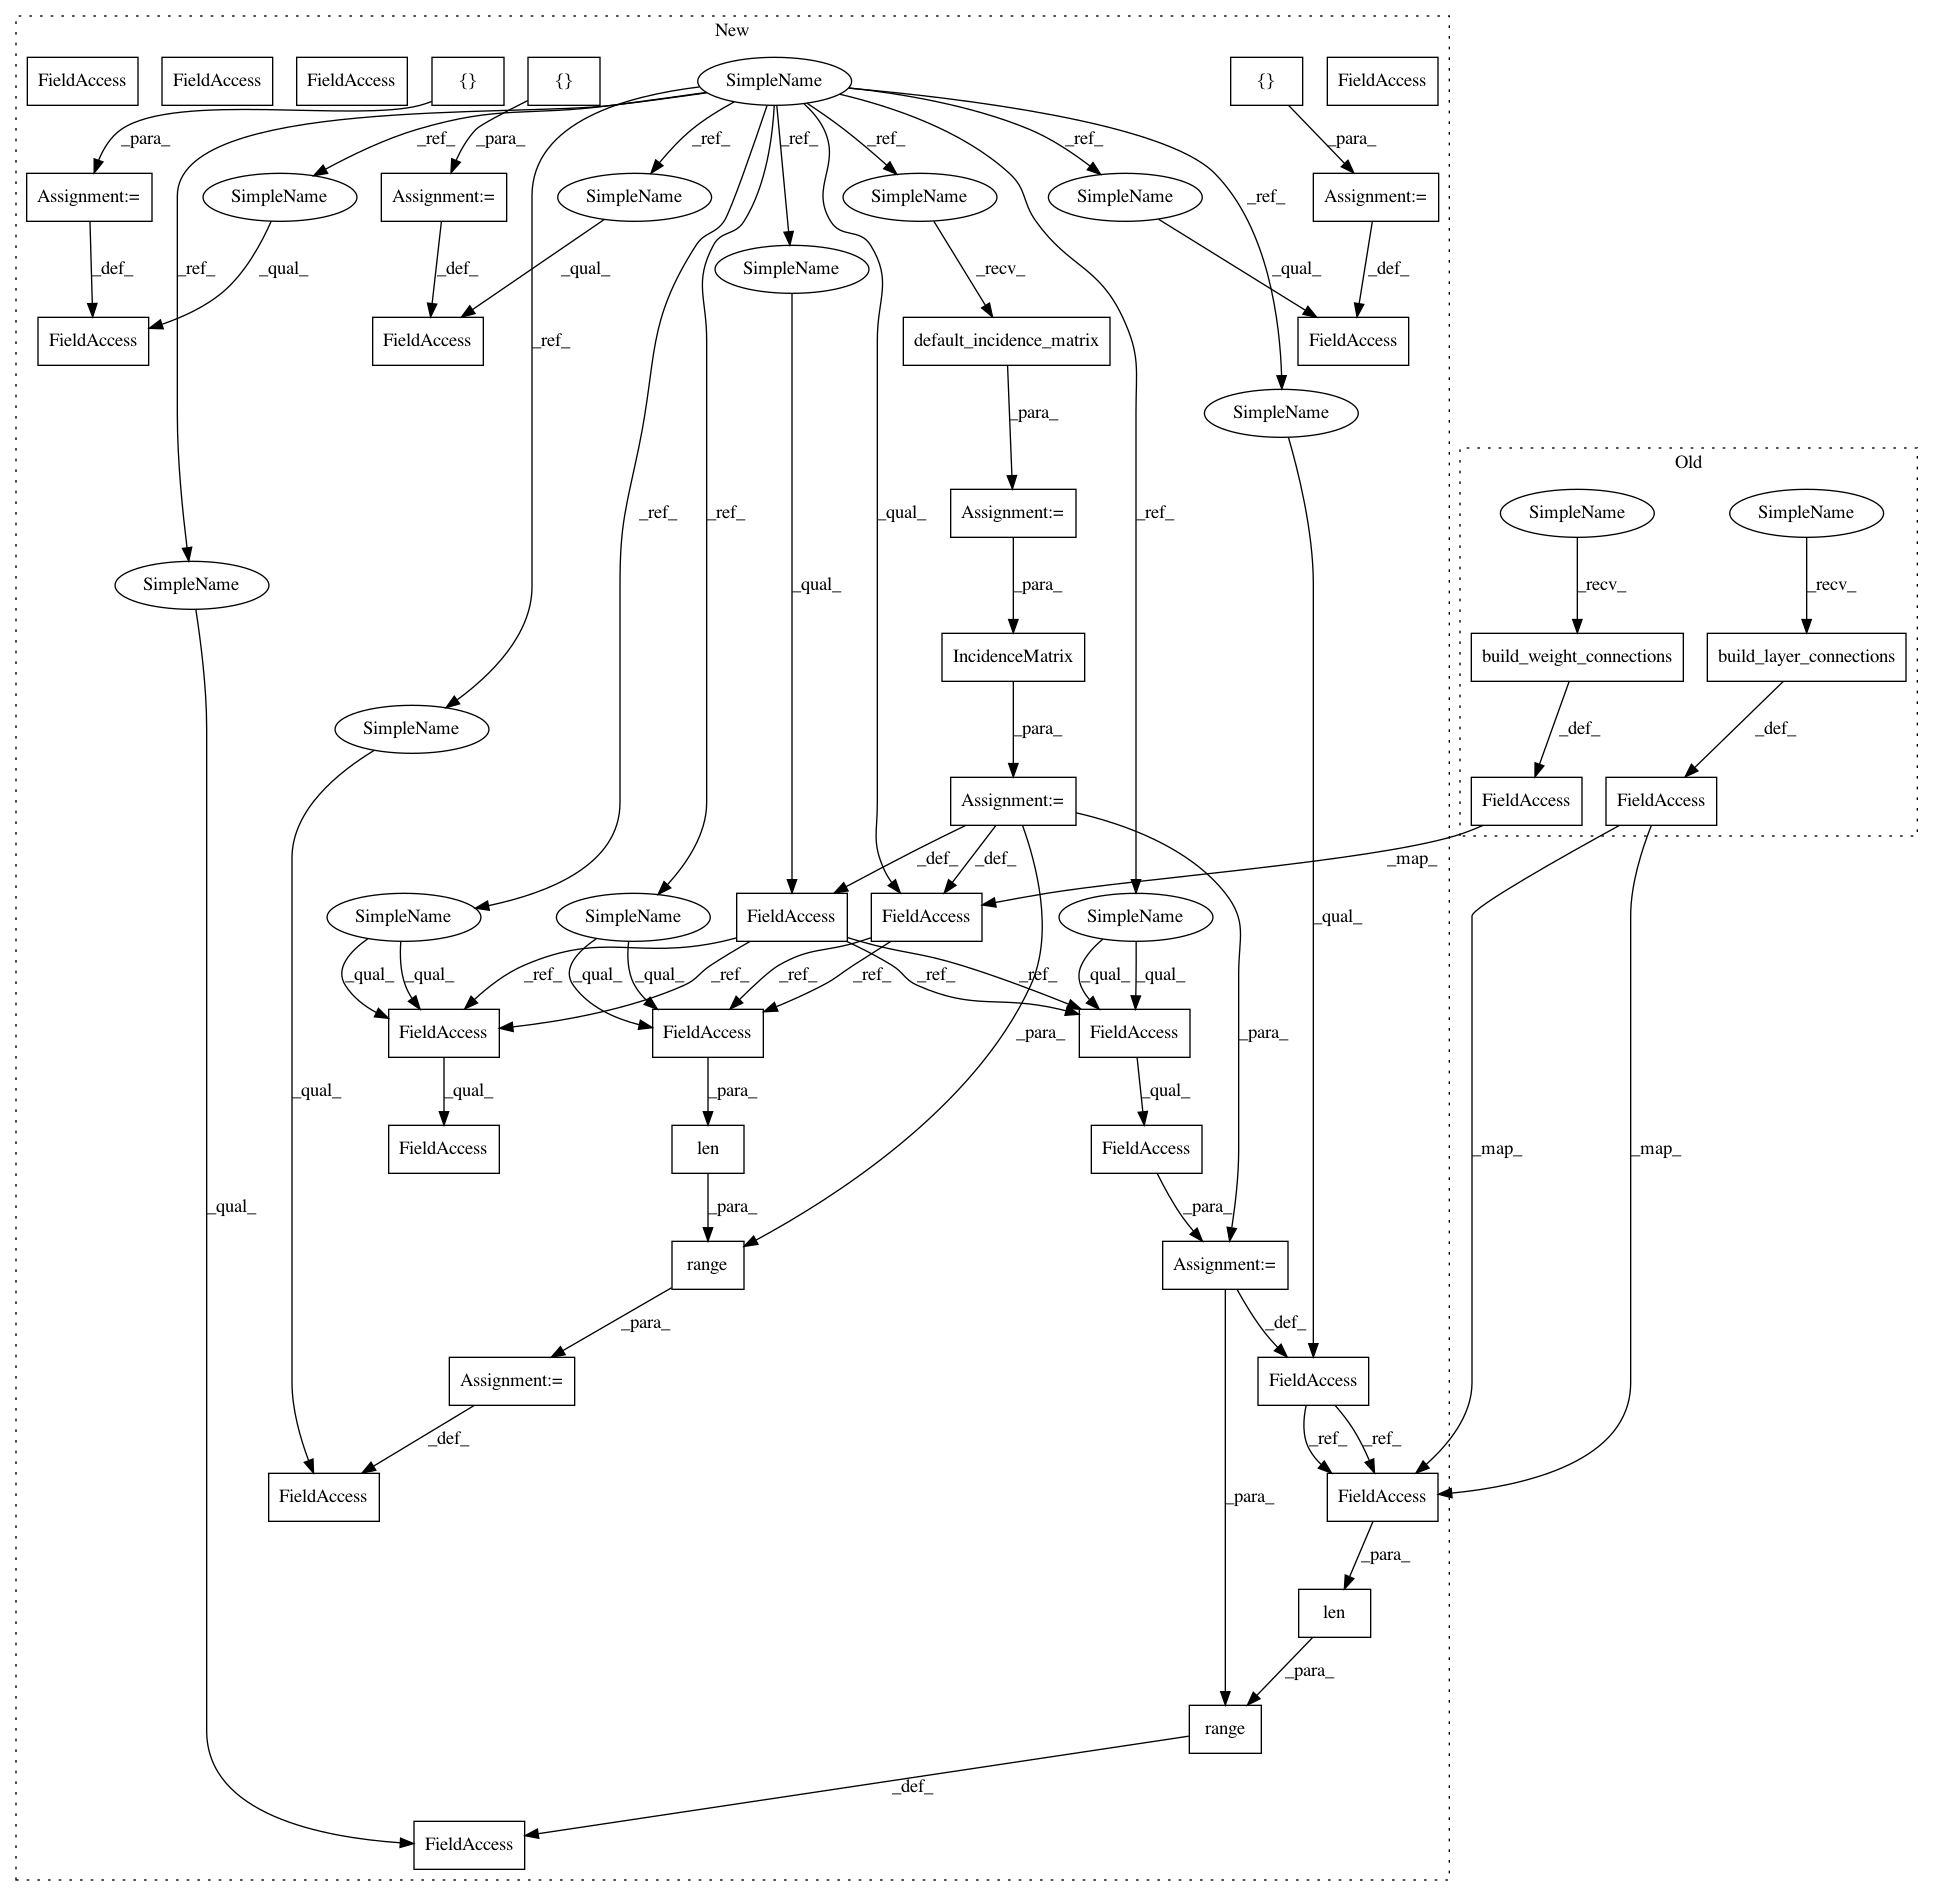 New
FieldAccess FieldAccess FieldAccess {} {} SimpleName {} FieldAccess
_para_ _ref_ _para_ _ref_ _ref_ _ref_ _ref_ _para_
Assignment:= SimpleName Assignment:= SimpleName SimpleName SimpleName _ref_ Assignment:=
_def_ _ref_ _qual_ _def_ _qual_ SimpleName _recv_ _qual_ _def_
FieldAccess FieldAccess _ref_ default_incidence_matrix FieldAccess
_para_ SimpleName
Old
_ref_ _ref_ _qual_ Assignment:= _ref_ SimpleName SimpleName
SimpleName _qual_ _para_ _recv_ _recv_
IncidenceMatrix build_weight_connections build_layer_connections
SimpleName _para_ _def_ _def_
Assignment:= FieldAccess FieldAccess
_def_ _def_ _map_
SimpleName SimpleName FieldAccess FieldAccess SimpleName _qual_
_qual_ _qual_ _ref_ _qual_ _qual_ _ref_ _ref_ _ref_ _ref_ _ref_ _qual_ _qual_
FieldAccess FieldAccess _para_ FieldAccess _para_
_qual_ _qual_ _para_ _qual_
FieldAccess len FieldAccess _map_ _map_
_qual_ _para_ _para_
range Assignment:=
_para_ _def_
Assignment:= FieldAccess
_def_ _ref_ _ref_
FieldAccess _para_ FieldAccess
_para_
len
_para_
range
_def_
FieldAccess